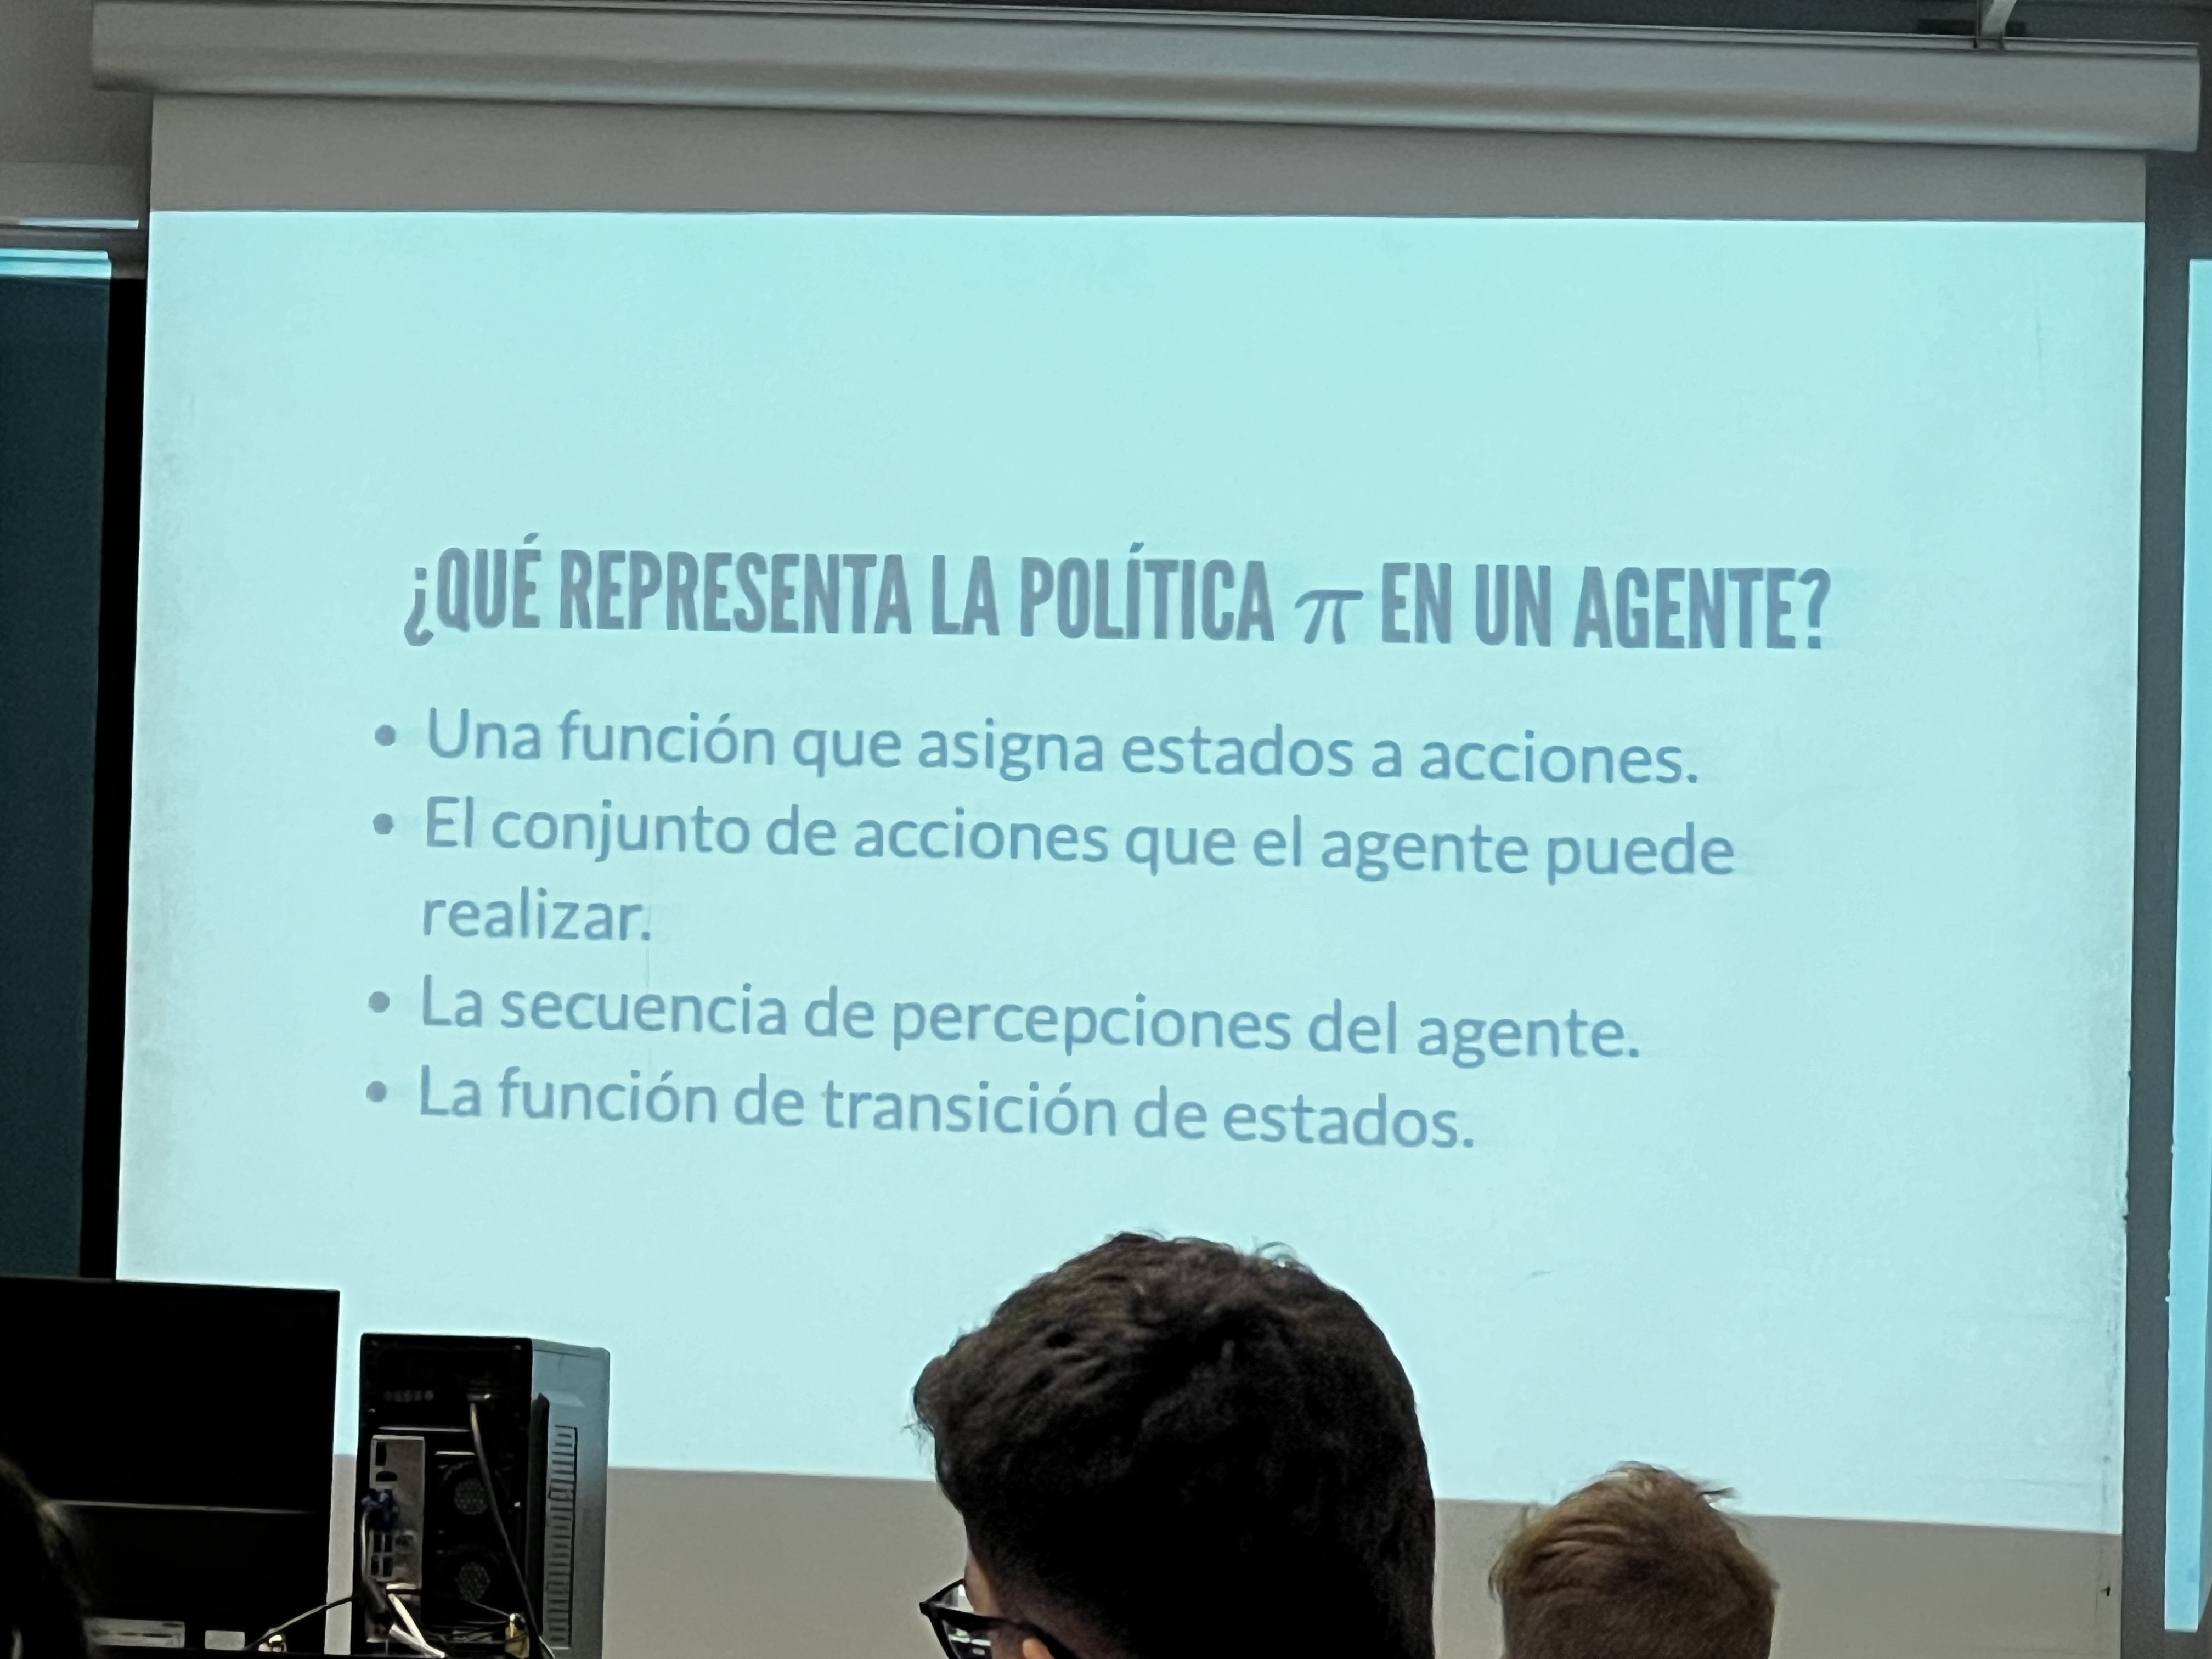 ¿QUÉ REPRESENTA LA POLÍTICA π EN UN AGENTE?
• Una función que asigna estados a acciones.
• El conjunto de acciones que el agente puede
realizar.
• La secuencia de percepciones del agente.
• La función de transición de estados.